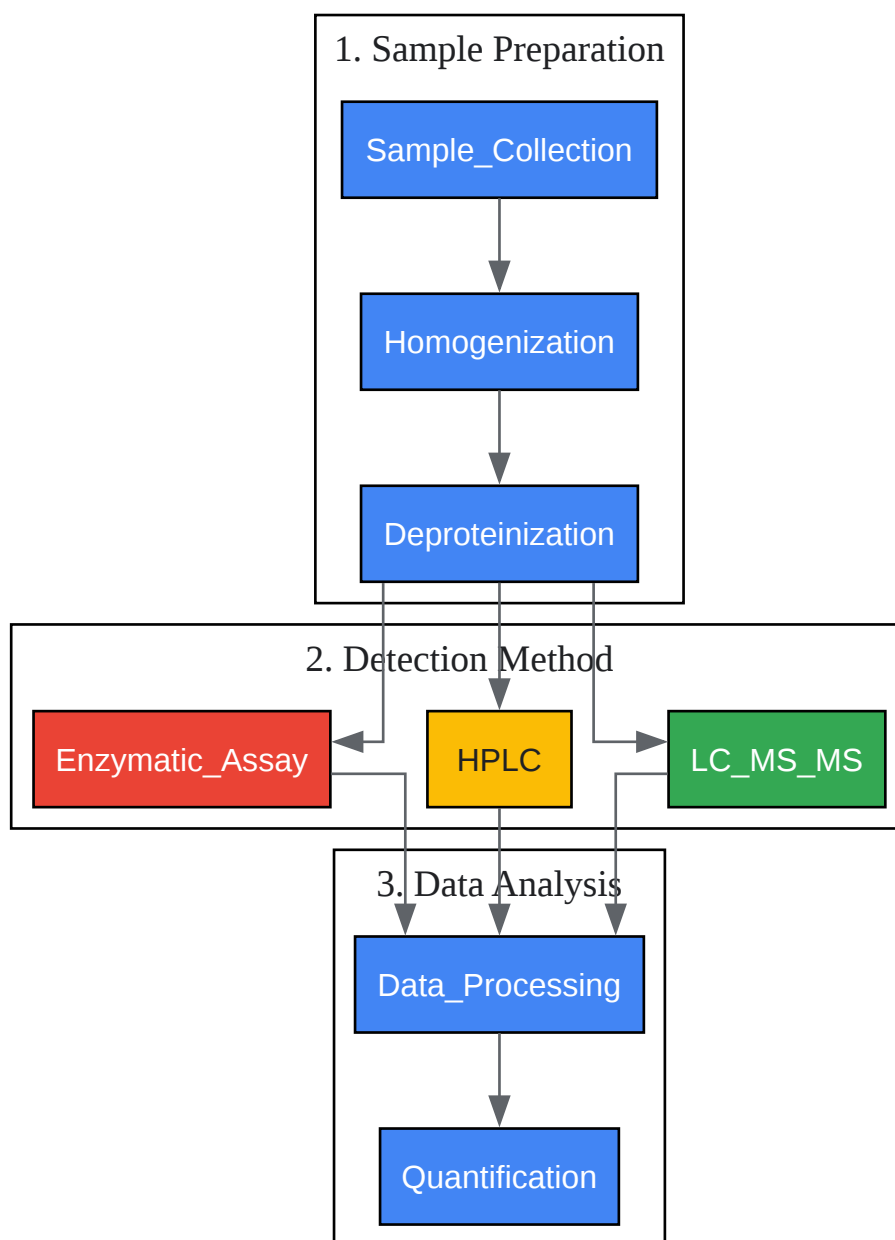 1. Sample Preparation
Sample_Collection
Homogenization
Deproteinization
2. Detection Method
Enzymatic_Assay
HPLC
LC_MS_MS
3. Data Analysis
Data_Processing
Quantification